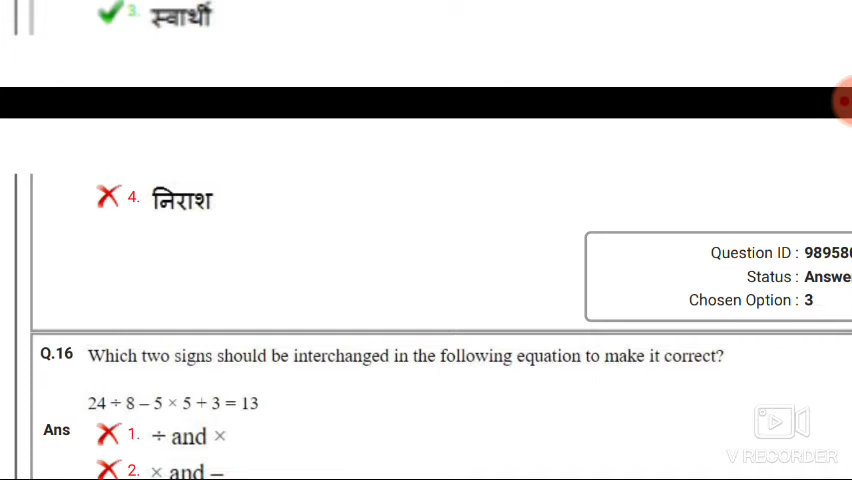 3. स्वार्थी
4. निराश
Question ID : 98958
Status : Answe
Chosen Option : 3
Q.16 Which two signs should be interchanged in the following equation to make it correct?
24 ÷ 8 – 5 × 5 + 3 = 13
Ans 1. ÷ and ×
2. × and –
V RECORDER